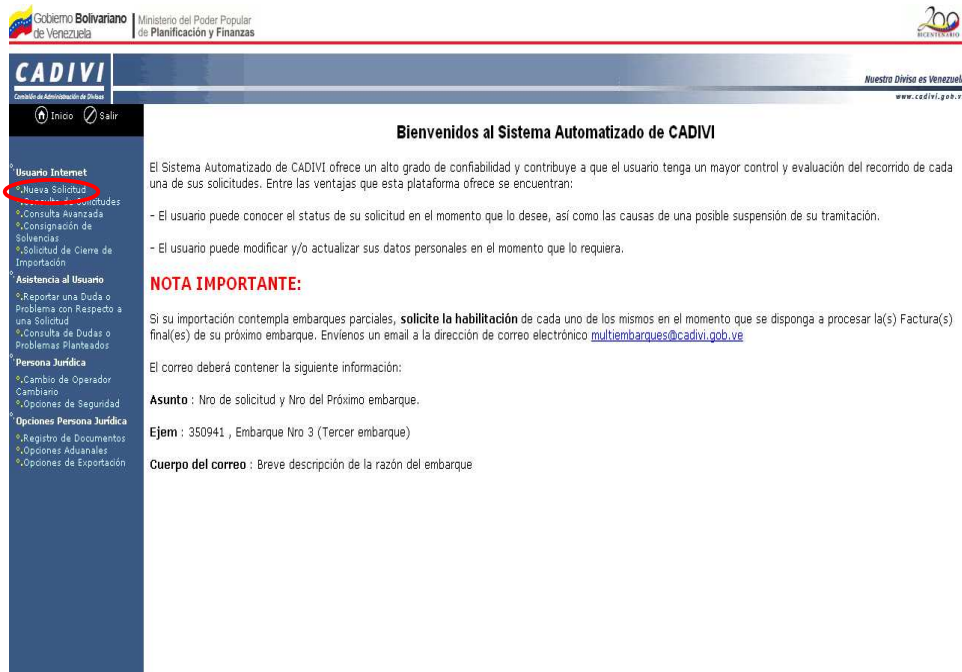 Gobierno Bolivariano
de Venezuela
Ministerio del Poder Popular
de Planificación y Finanzas
200
BICENTENARIO
CADIVI
Comisión de Administración de Divisas
Nuestra Divisa es Venezuela
www.cadivi.gob.v
Inicio Salir
Usuario Internet
Nueva Solicitud
Consulta de Solicitudes
Consulta Avanzada
Consignación de
Solvencias
Solicitud de Cierre de
Importación
Asistencia al Usuario
Reportar una Duda o
Problema con Respecto a
una Solicitud
Consulta de Dudas o
Problemas Planteados
Persona Jurídica
Cambio de Operador
Cambiario
Opciones de Seguridad
Opciones Persona Jurídica
Registro de Documentos
Opciones Aduanales
Opciones de Exportación
Bienvenidos al Sistema Automatizado de CADIVI
El Sistema Automatizado de CADIVI ofrece un alto grado de confiabilidad y contribuye a que el usuario tenga un mayor control y evaluación del recorrido de cada
una de sus solicitudes. Entre las ventajas que esta plataforma ofrece se encuentran:
- El usuario puede conocer el status de su solicitud en el momento que lo desee, así como las causas de una posible suspensión de su tramitación.
- El usuario puede modificar y/o actualizar sus datos personales en el momento que lo requiera.
NOTA IMPORTANTE:
Si su importación contempla embarques parciales, solicite la habilitación de cada uno de los mismos en el momento que se disponga a procesar la(s) Factura(s)
final(es) de su próximo embarque. Envíenos un email a la dirección de correo electrónico multiembarques@cadivi.gob.ve
El correo deberá contener la siguiente información:
Asunto : Nro de solicitud y Nro del Próximo embarque.
Ejem : 350941 , Embarque Nro 3 (Tercer embarque)
Cuerpo del correo : Breve descripción de la razón del embarque